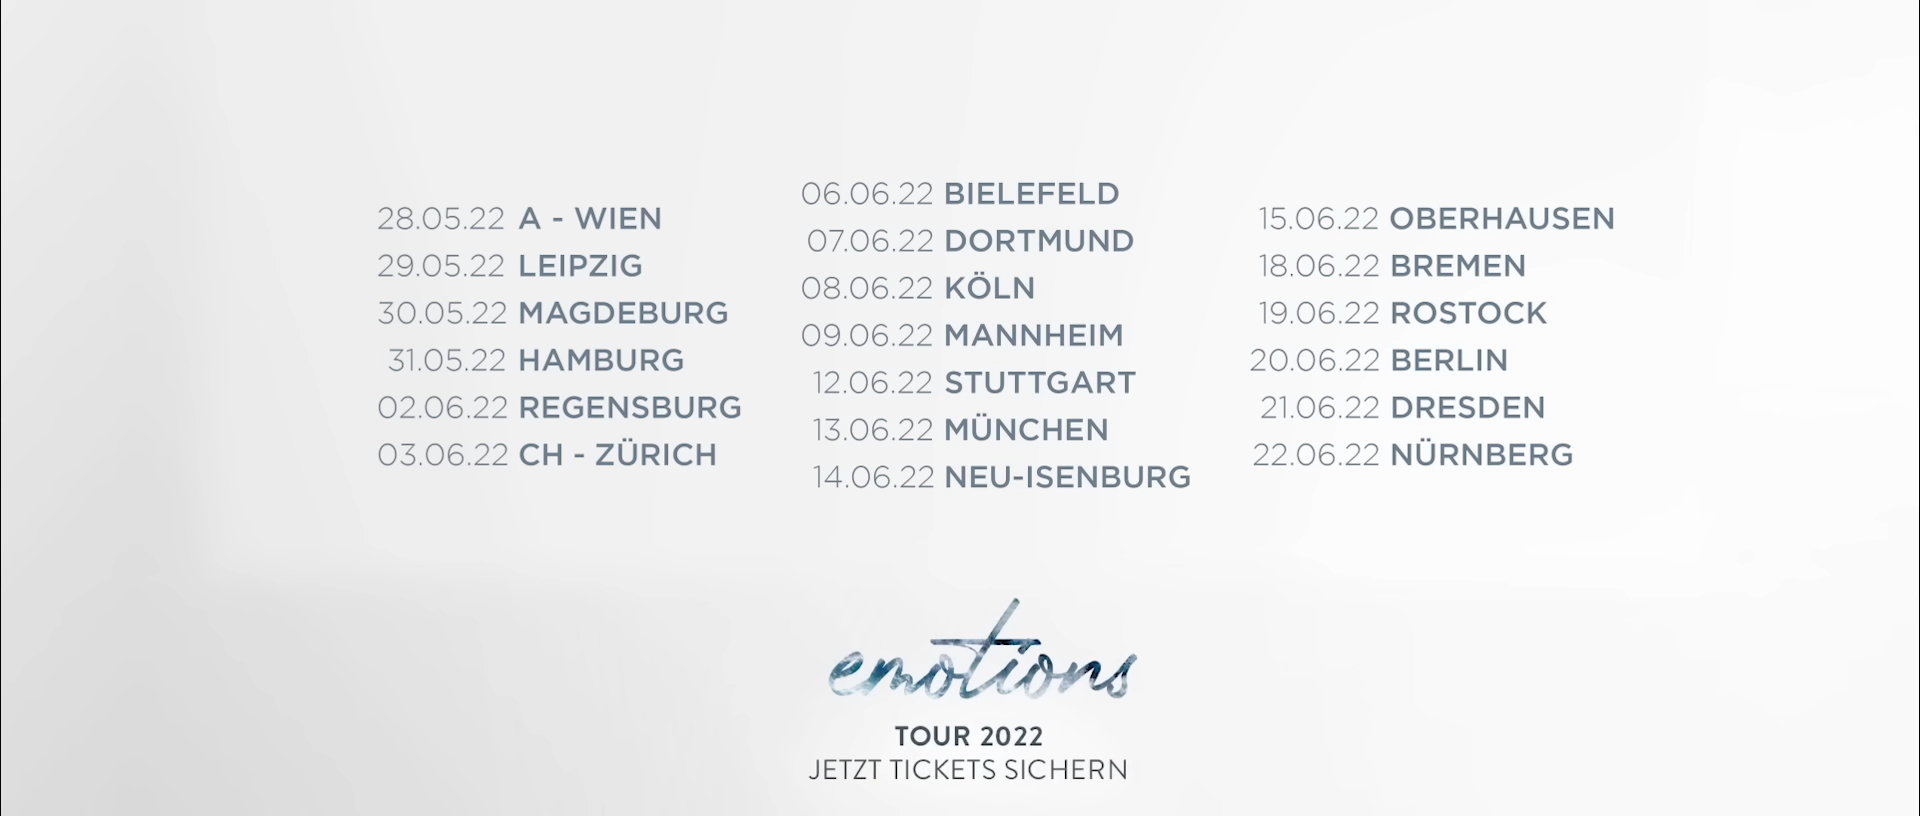 28.05.22 A - WIEN
29.05.22 LEIPZIG
30.05.22 MAGDEBURG
31.05.22 HAMBURG
02.06.22 REGENSBURG
03.06.22 CH - ZÜRICH
06.06.22 BIELEFELD
07.06.22 DORTMUND
08.06.22 KÖLN
09.06.22 MANNHEIM
12.06.22 STUTTGART
13.06.22 MÜNCHEN
14.06.22 NEU-ISENBURG
15.06.22 OBERHAUSEN
18.06.22 BREMEN
19.06.22 ROSTOCK
20.06.22 BERLIN
21.06.22 DRESDEN
22.06.22 NÜRNBERG
emotions
TOUR 2022
JETZT TICKETS SICHERN